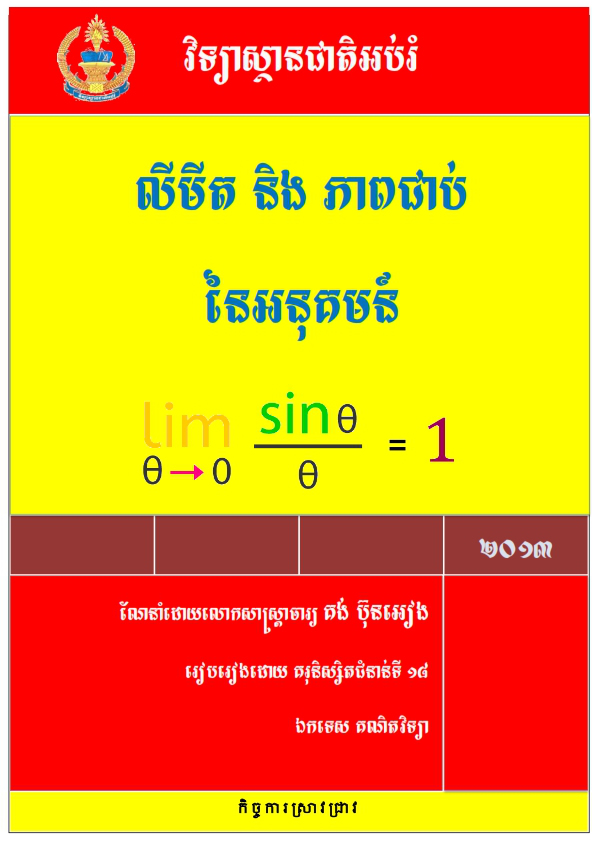 វិទ្យាស្ថានជាតិអប់រំ
លីមីត និង ភាពជាប់
នៃអនុគមន៍
lim θ→0 sin θ / θ = 1
២០១៣
ណែនាំដោយលោកសាស្ត្រាចារ្យ គង់ ប៊ុនអៀង
រៀបរៀងដោយ គរុនិស្សិតជំនាន់ទី ១៨
ឯកទេស គណិតវិទ្យា
កិច្ចការស្រាវជ្រាវ